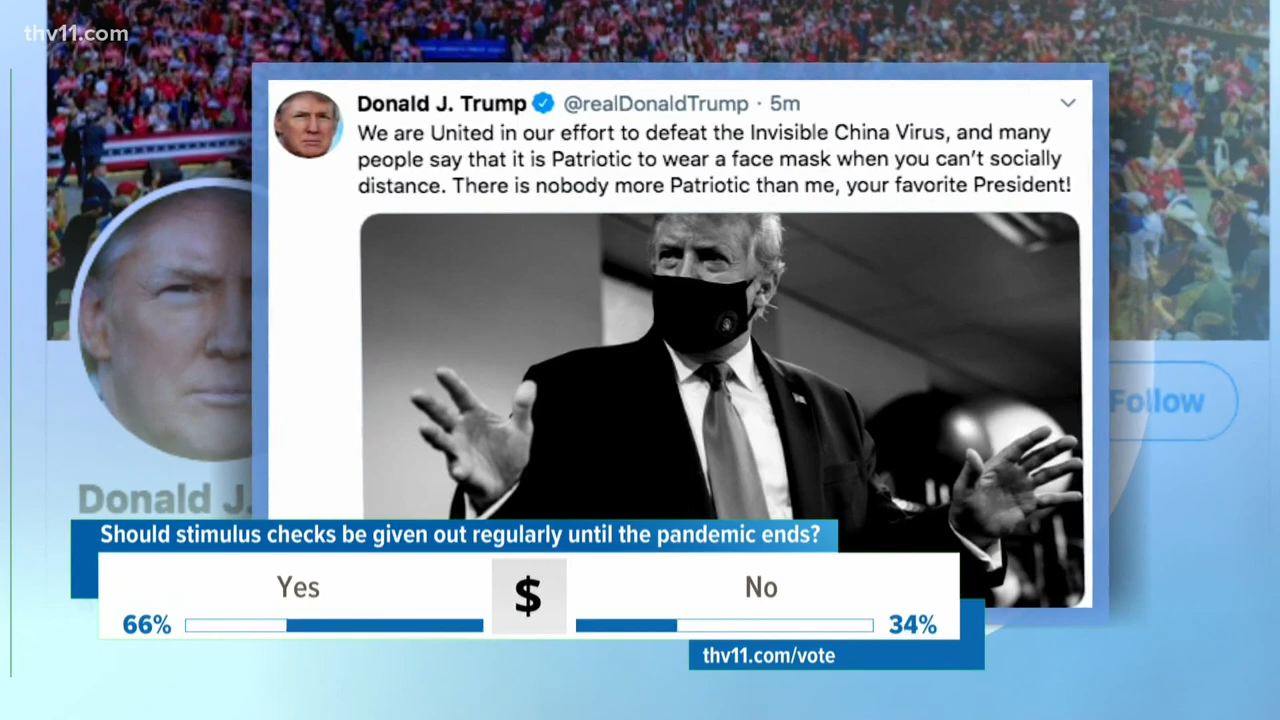 thv11.com
Donald J. Trump @realDonaldTrump · 5m
We are United in our effort to defeat the Invisible China Virus, and many
people say that it is Patriotic to wear a face mask when you can't socially
distance. There is nobody more Patriotic than me, your favorite President!
Follow
Donald J.
Should stimulus checks be given out regularly until the pandemic ends?
Yes
$
No
66%
34%
thv11.com/vote